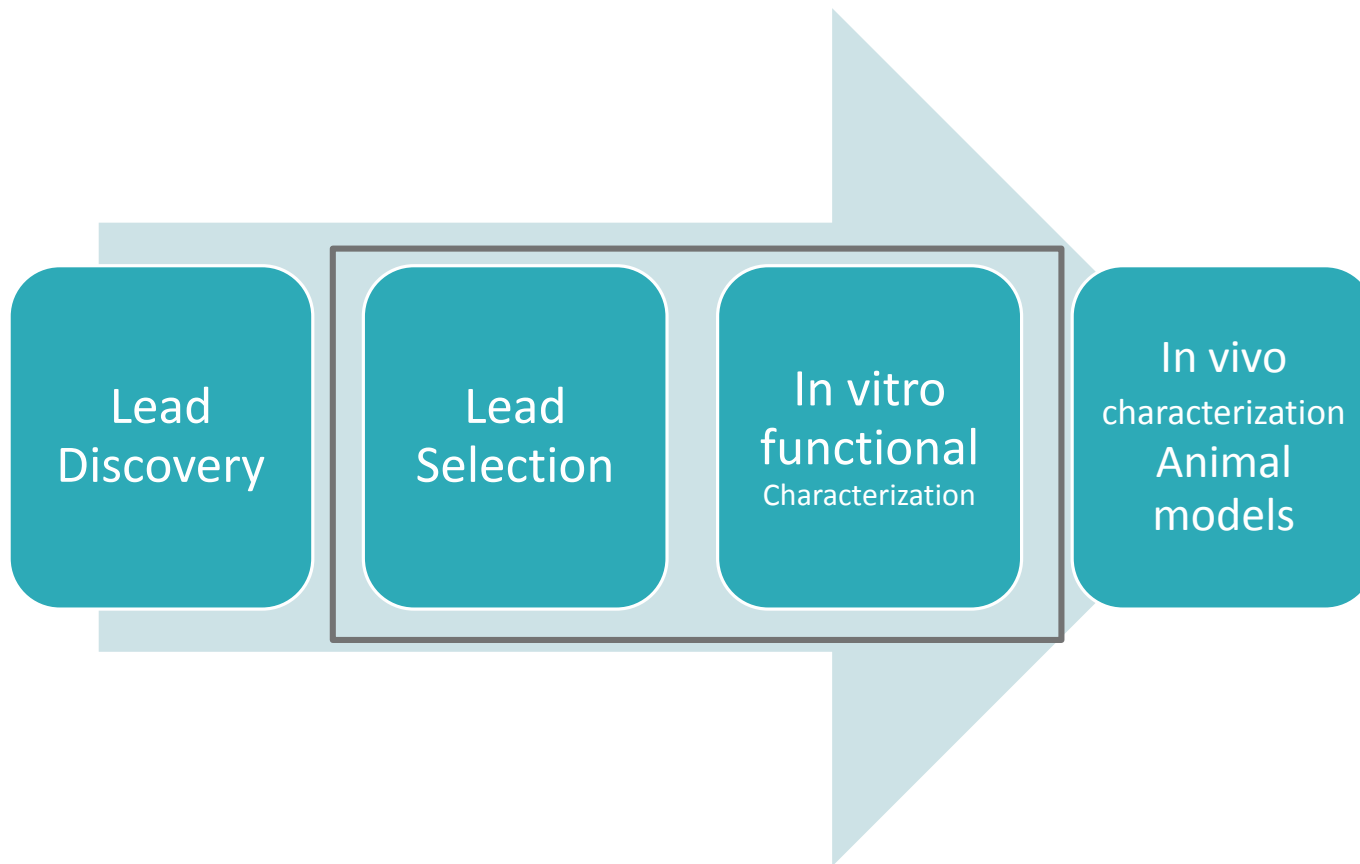 Lead
Discovery
Lead
Selection
In vitro
functional
Characterization
In vivo
characterization
Animal
models